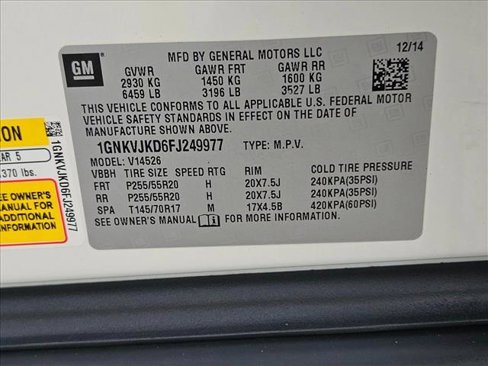 GM
MFD BY GENERAL MOTORS LLC
12/14
GVWR GAWR FRT GAWR RR
2930 KG 1450 KG 1600 KG
6459 LB 3196 LB 3527 LB
THIS VEHICLE CONFORMS TO ALL APPLICABLE U.S. FEDERAL MOTOR
VEHICLE SAFETY STANDARDS IN EFFECT ON THE DATE OF
MANUFACTURE SHOWN ABOVE.
1GNKVJKD6FJ249977 TYPE: M.P.V.
MODEL: V14526
VBBH TIRE SIZE SPEED RTG RIM COLD TIRE PRESSURE
FRT P255/55R20 H 20X7.5J 240KPA(35PSI)
RR P255/55R20 H 20X7.5J 240KPA(35PSI)
SPA T145/70R17 M 17X4.5B 420KPA(60PSI)
SEE OWNER'S MANUAL FOR MORE INFORMATION.
1GNKVJKD6FJ249977
AR 5
370 lbs.
SEE OWNER'S
MANUAL FOR
ADDITIONAL